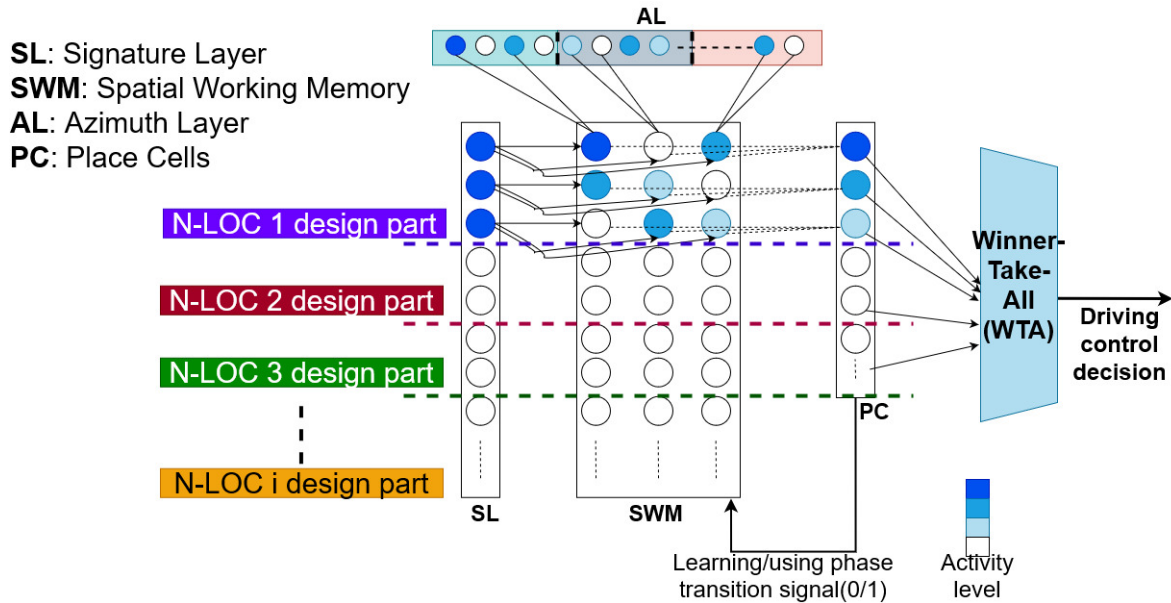 AL
SL: Signature Layer
SWM: Spatial Working Memory
AL: Azimuth Layer
PC: Place Cells
N-LOC 1 design part
N-LOC 2 design part
N-LOC 3 design part
N-LOC i design part
SL
SWM
PC
Winner-
Take-
All
(WTA)
Driving
control
decision
Learning/using phase
transition signal(0/1)
Activity
level